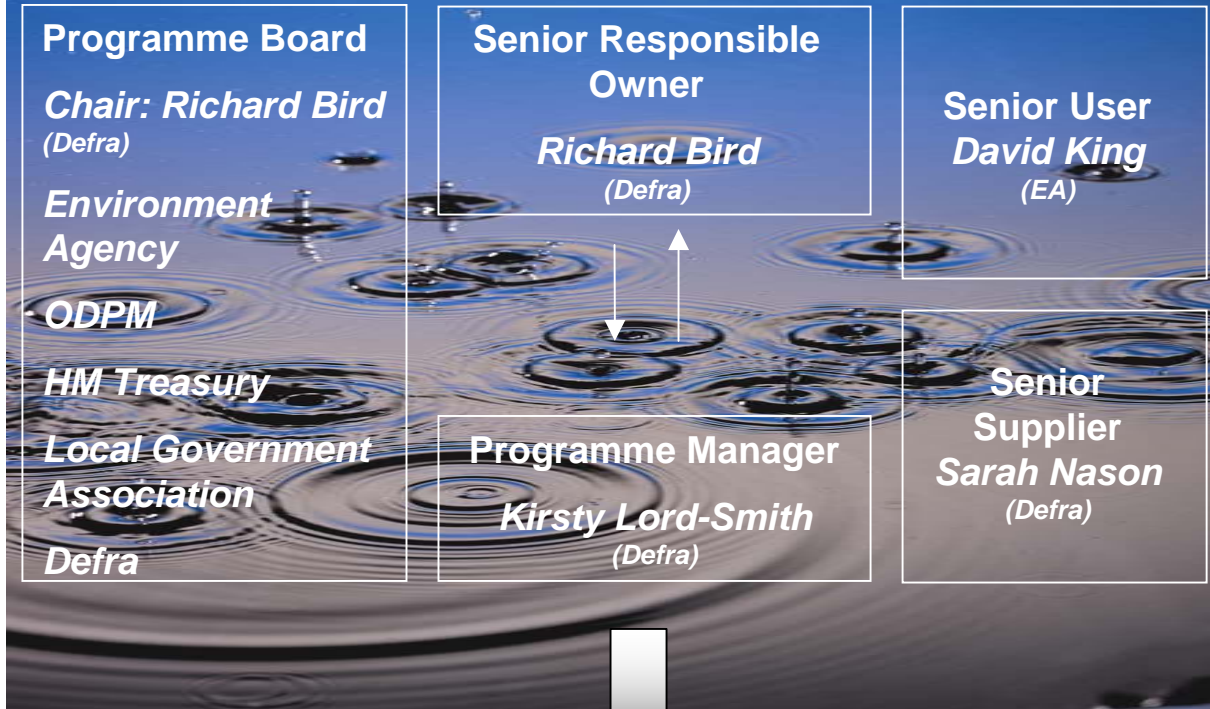 Programme Board
Chair: Richard Bird
(Defra)
Environment
Agency
ODPM
HM Treasury
Local Government
Association
Defra
Senior Responsible
Owner
Richard Bird
(Defra)
Programme Manager
Kirsty Lord-Smith
(Defra)
Senior User
David King
(EA)
Senior
Supplier
Sarah Nason
(Defra)